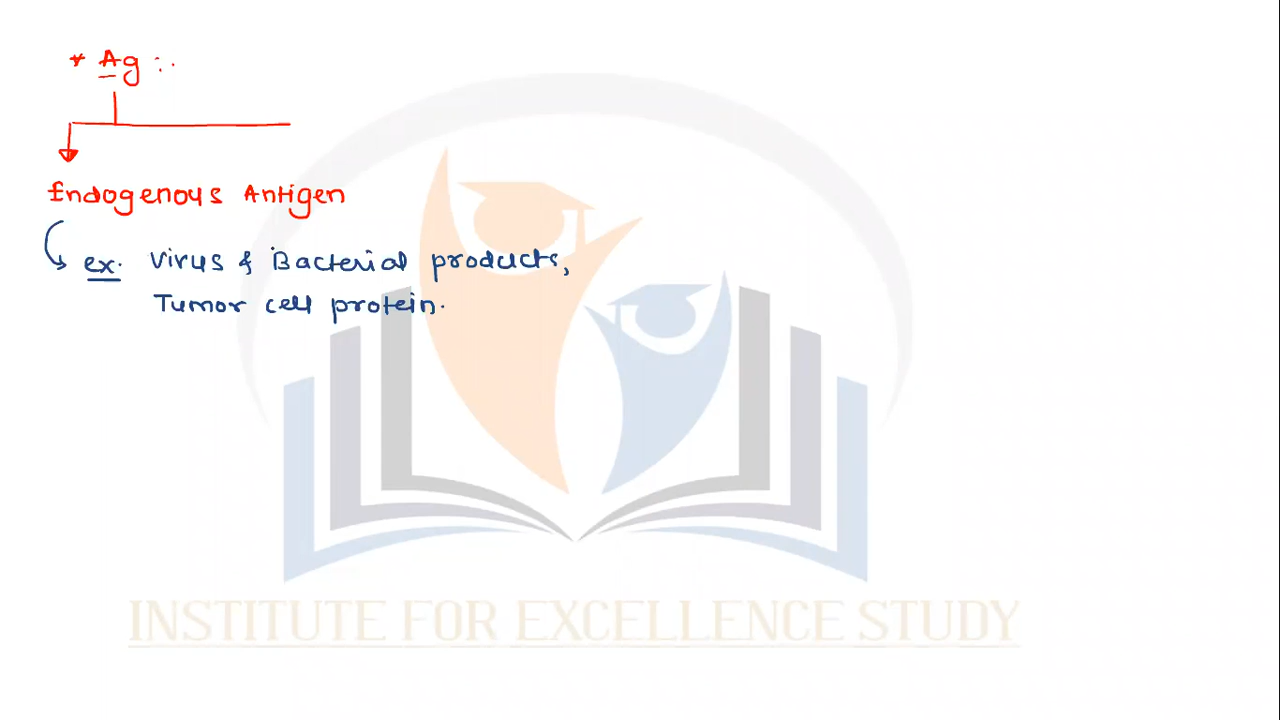 * Ag :-
Endogenous Antigen
ex. Virus & Bacterial products,
Tumor cell protein.
INSTITUTE FOR EXCELLENCE STUDY